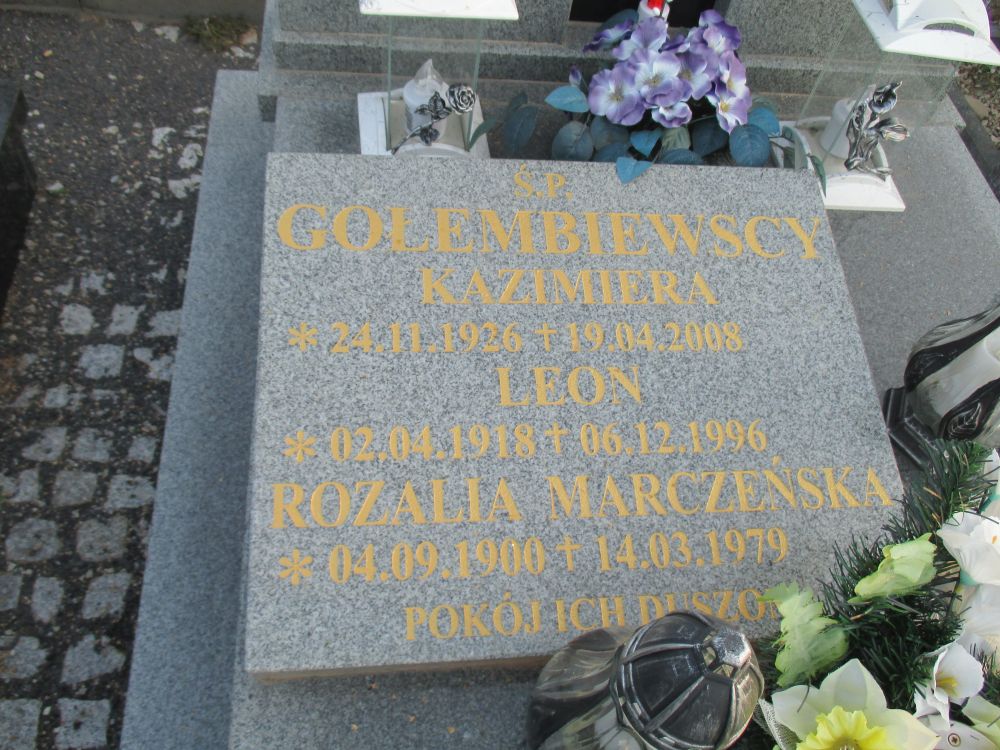 Ś.P.
GOŁEMBIEWSCY
KAZIMIERA
* 24.11.1926 † 19.04.2008
LEON
* 02.04.1918 † 06.12.1996
ROZALIA MARCZEŃSKA
* 04.09.1900 † 14.03.1979
POKÓJ ICH DUSZOM